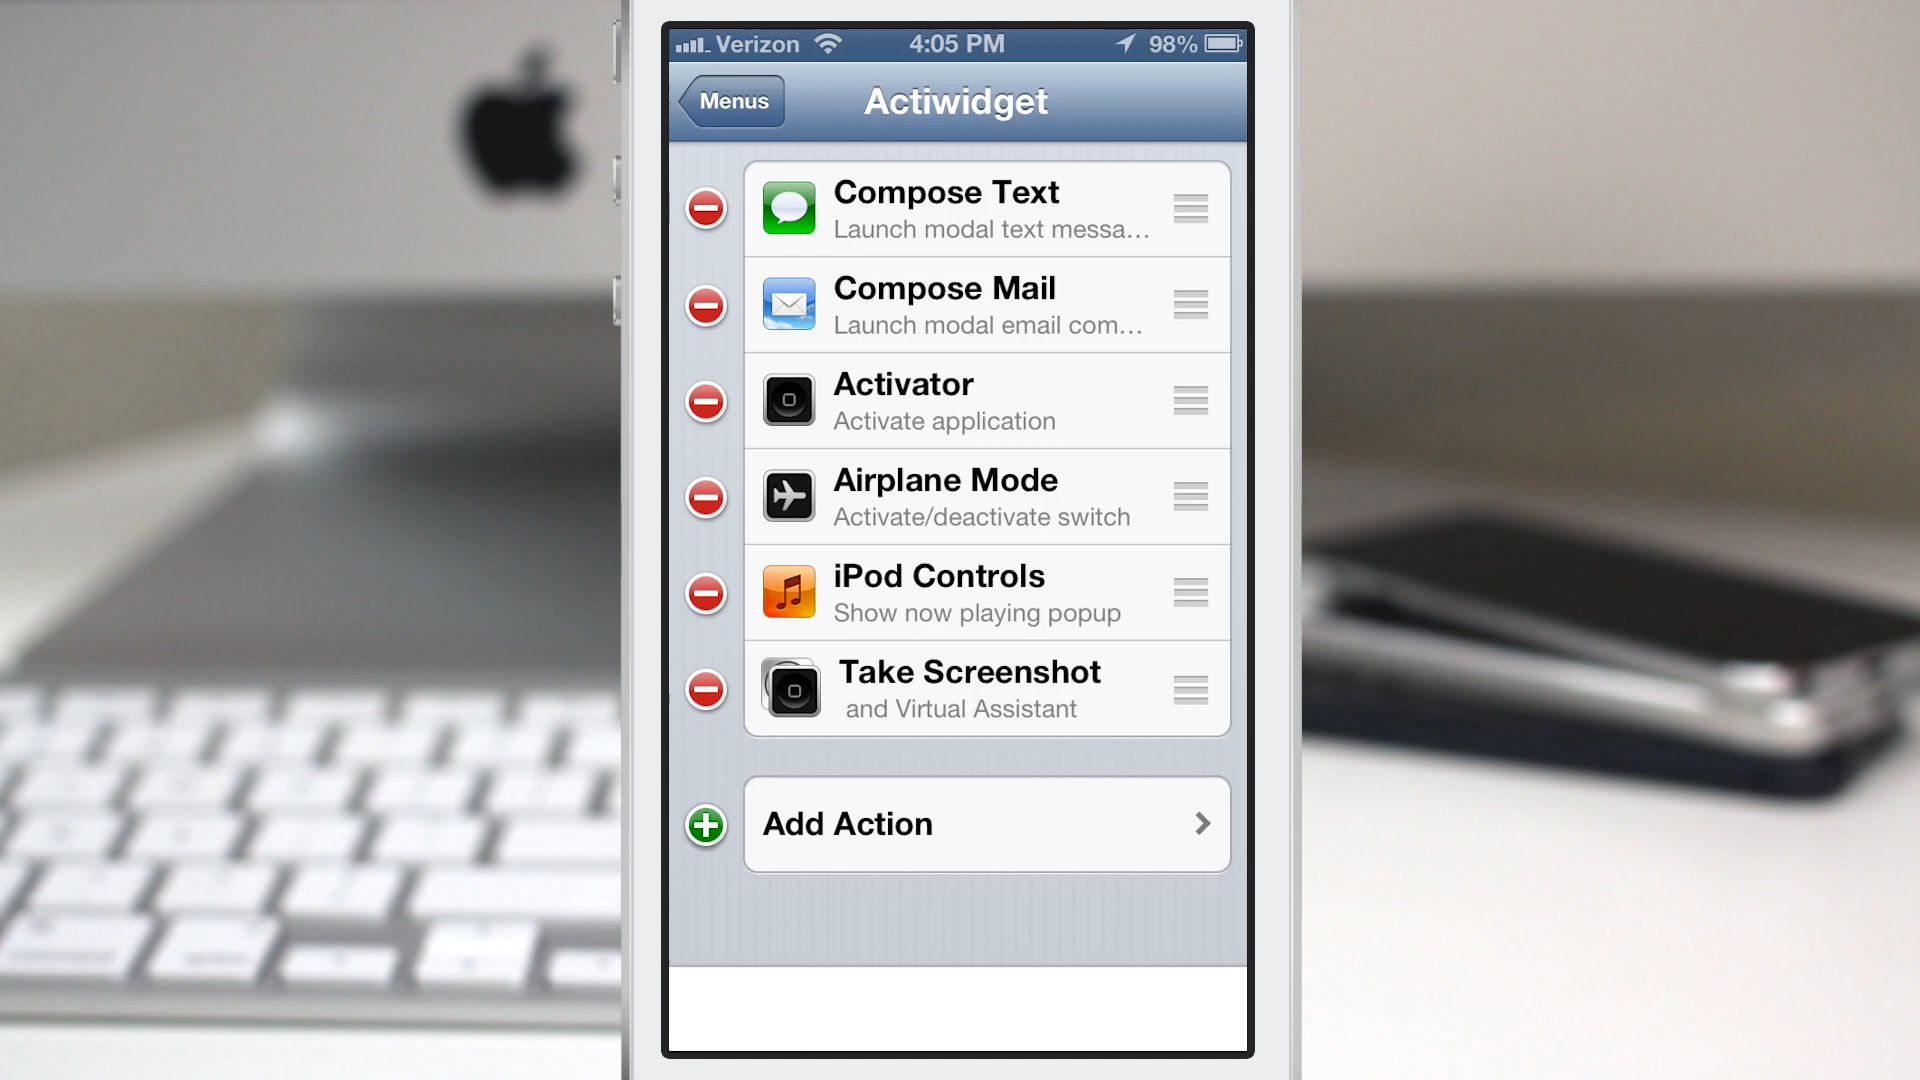 Verizon 4:05 PM 98%
Menus Actiwidget
Compose Text
Launch modal text messa...
Compose Mail
Launch modal email com...
Activator
Activate application
Airplane Mode
Activate/deactivate switch
iPod Controls
Show now playing popup
Take Screenshot
and Virtual Assistant
Add Action